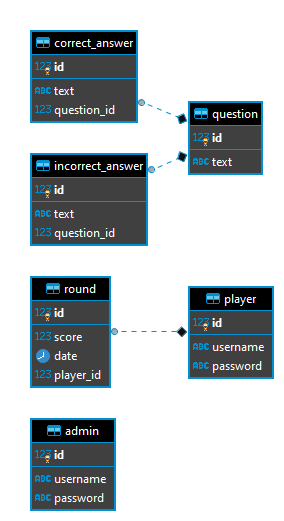 correct_answer
123 id
ABC text
123 question_id
question
123 id
ABC text
incorrect_answer
123 id
ABC text
123 question_id
round
123 id
123 score
date
123 player_id
player
123 id
ABC username
ABC password
admin
123 id
ABC username
ABC password